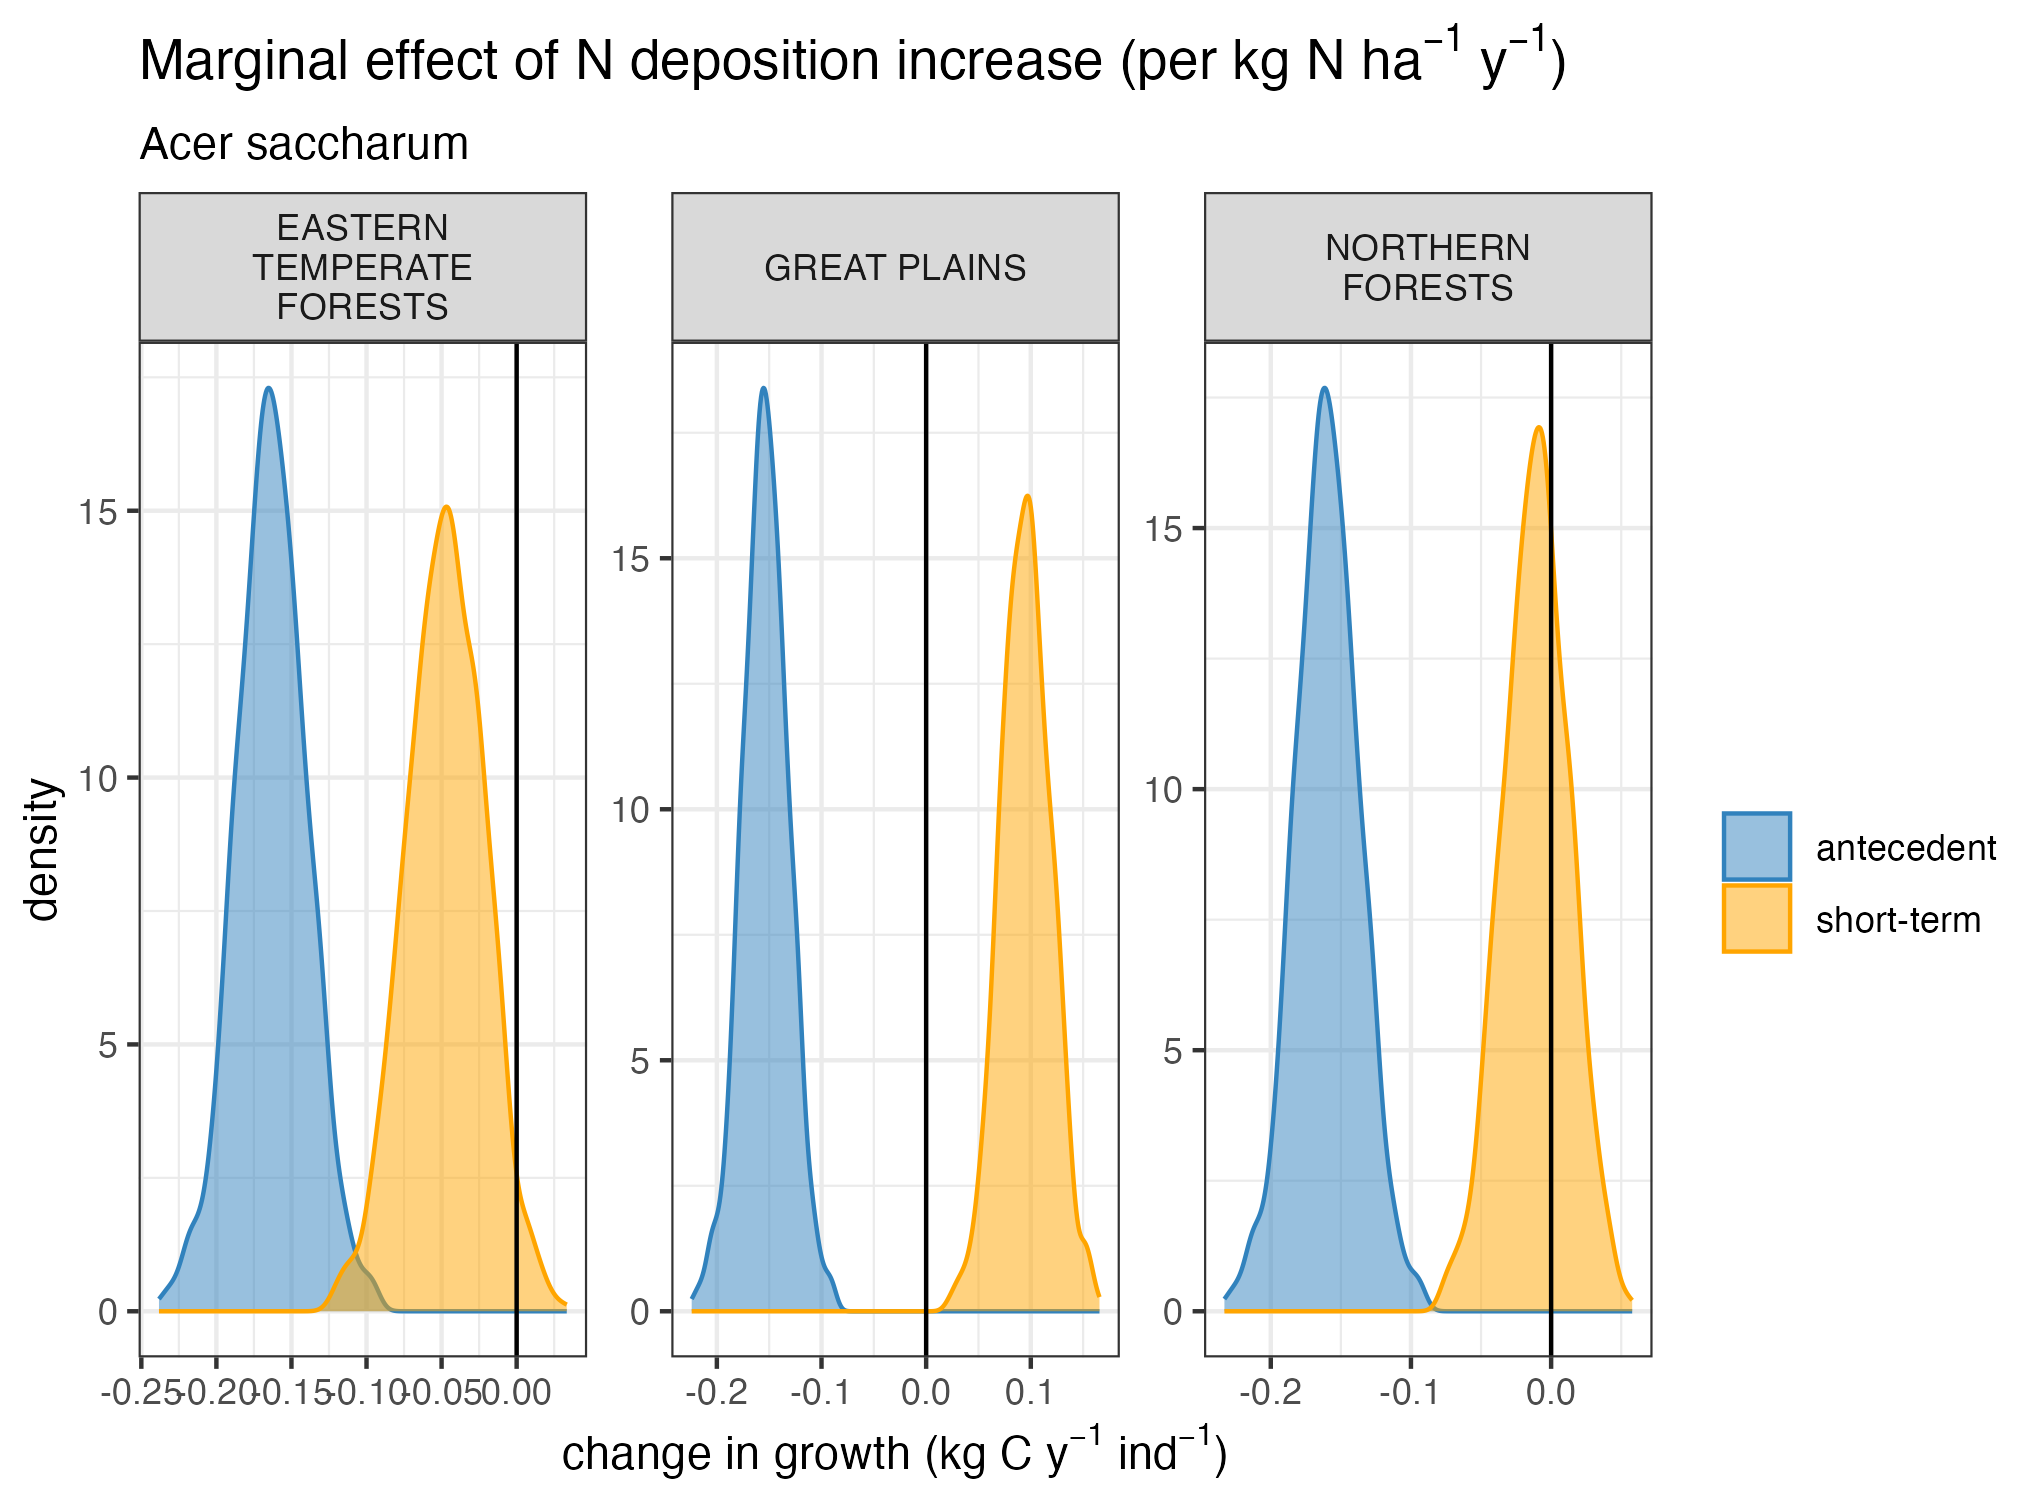 Marginal effect of N deposition increase (per kg N ha⁻¹ y⁻¹)
Acer saccharum
EASTERN
TEMPERATE
FORESTS
GREAT PLAINS
NORTHERN
FORESTS
density
15
10
5
0
15
10
5
0
15
10
5
0
-0.25 -0.20 -0.15 -0.10 -0.05 0.00
-0.2 -0.1 0.0 0.1
-0.2 -0.1 0.0
change in growth (kg C y⁻¹ ind⁻¹)
antecedent
short-term